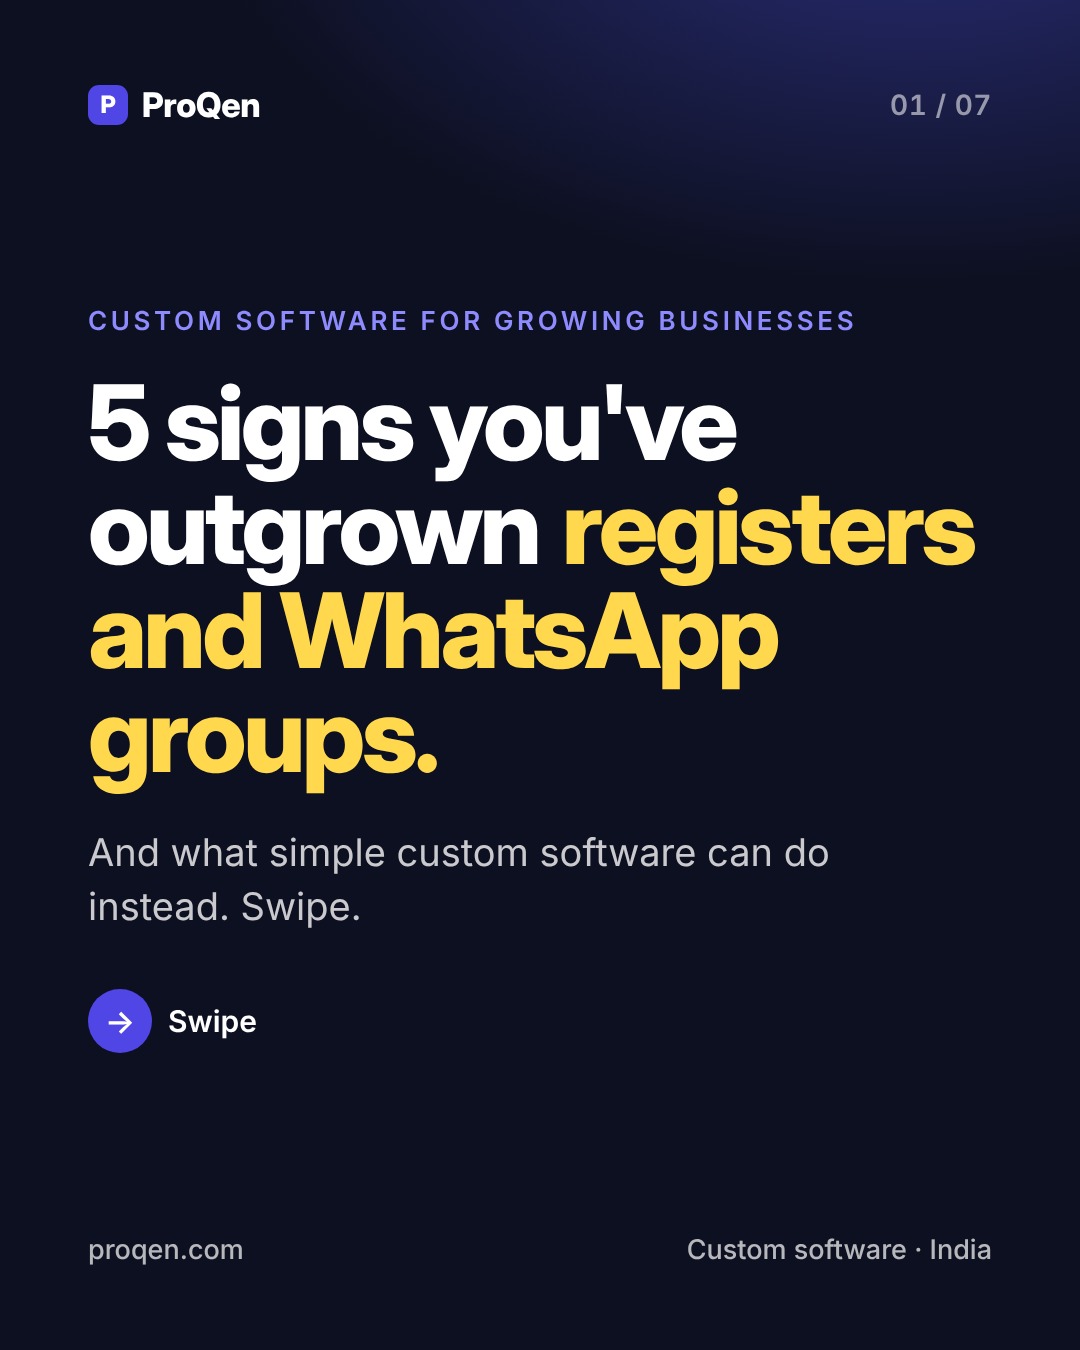 P ProQen
01 / 07
CUSTOM SOFTWARE FOR GROWING BUSINESSES
5 signs you've
outgrown registers
and WhatsApp
groups.
And what simple custom software can do
instead. Swipe.
→ Swipe
proqen.com
Custom software · India